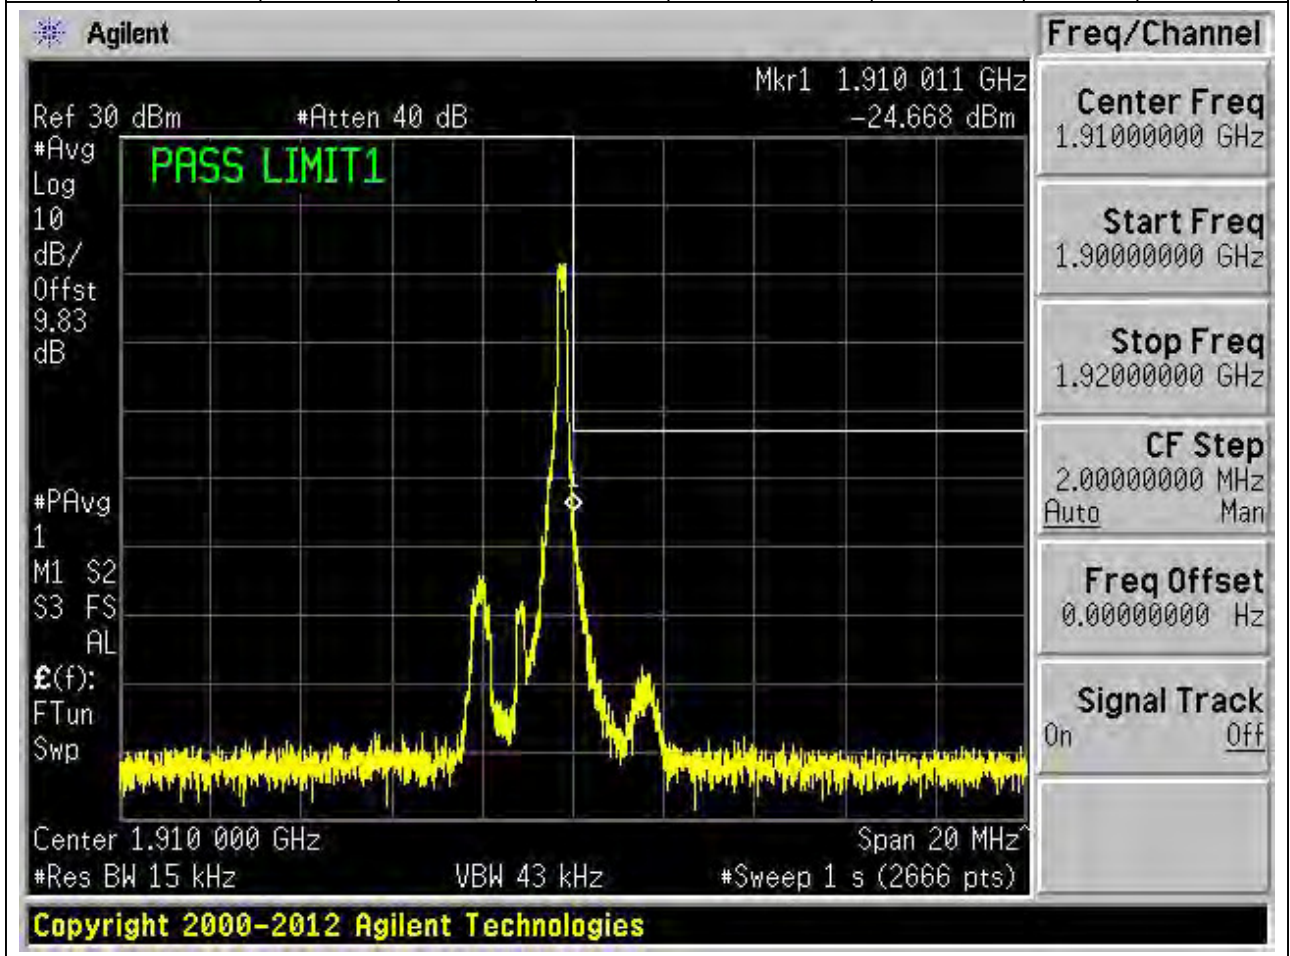 Agilent
Freq/Channel
Mkr1 1.910 011 GHz
Ref 30 dBm #Atten 40 dB -24.668 dBm
#Avg
Log
10
dB/
Offst
9.83
dB
PASS LIMIT1
1
#PAvg
1
M1 S2
S3 FS
AL
£(f):
FTun
Swp
Center 1.910 000 GHz Span 20 MHz^
#Res BW 15 kHz VBW 43 kHz #Sweep 1 s (2666 pts)
Center Freq
1.91000000 GHz
Start Freq
1.90000000 GHz
Stop Freq
1.92000000 GHz
CF Step
2.00000000 MHz
Auto Man
Freq Offset
0.00000000 Hz
Signal Track
On Off
Copyright 2000-2012 Agilent Technologies